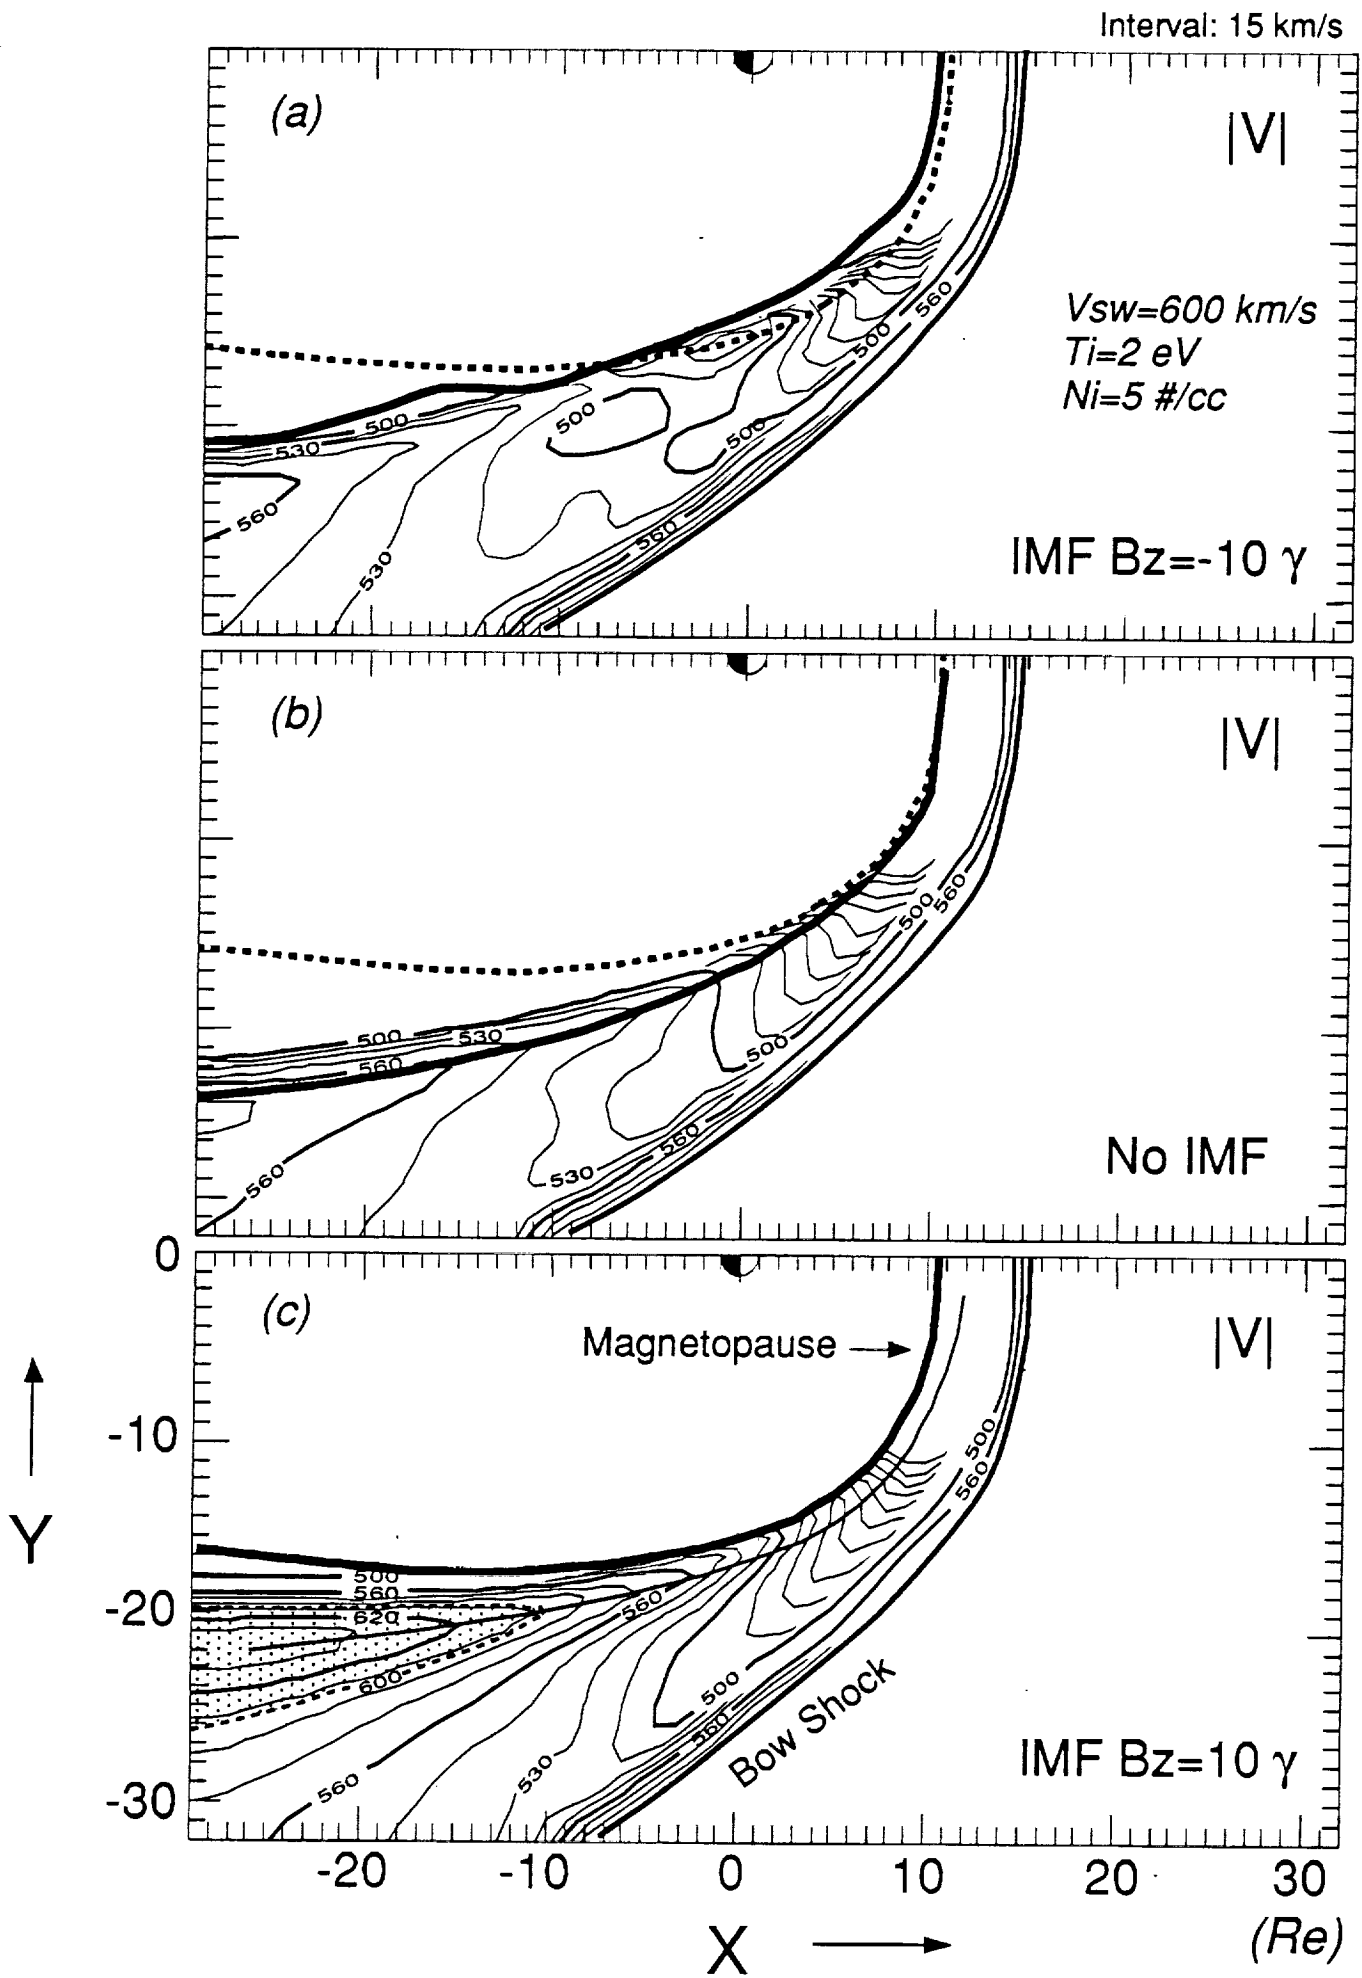 Interval: 15 km/s
(a)
|V|
Vsw=600 km/s
Ti=2 eV
Ni=5 #/cc
560
500
500
500
500
530
560
530
560
IMF Bz=-10 γ
(b)
|V|
500
560
500
530
560
500
560
530
560
No IMF
0
(c)
|V|
Magnetopause
500
560
-10
Y
500
560
560
-20
620
600
500
560
Bow Shock
530
560
IMF Bz=10 γ
-30
-20
-10
0
10
20
30
X
(Re)